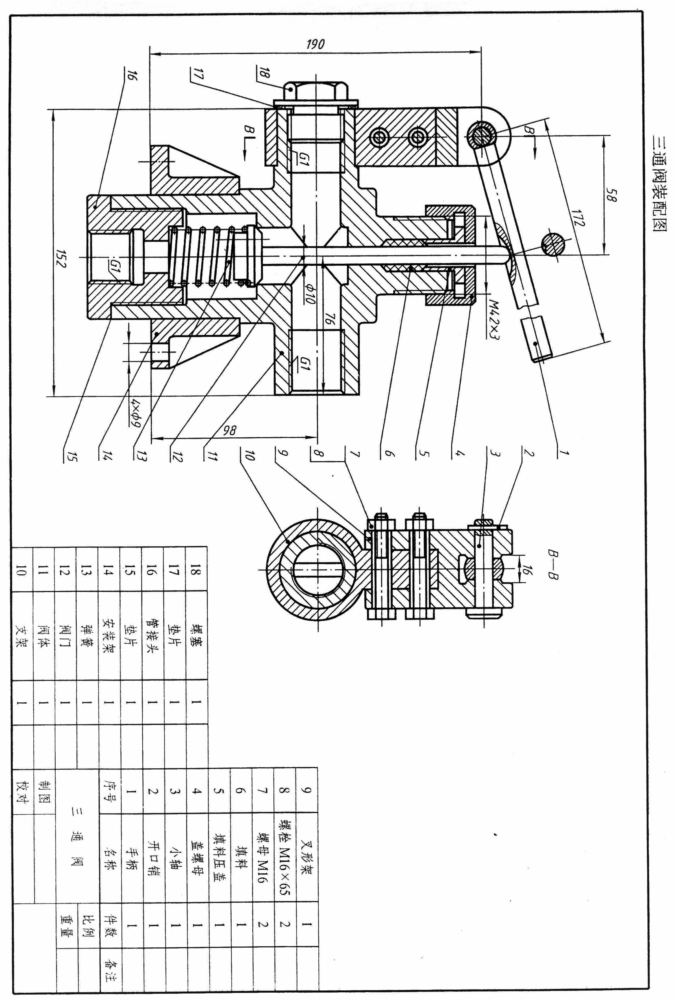 三通阀装配图
58
172
16
17
18
190
152
76
98
φ10
M42×3
4×φ9
G1
G1
G1
B
B
1
2
3
4
5
6
7
8
9
10
11
12
13
14
15
B—B
16
9 叉形架 1
8 螺栓 M16×65 2
7 螺母 M16 2
6 填料 1
5 填料压盖 1
18 螺塞 1 4 盖螺母 1
17 垫片 1 3 小轴 1
16 管接头 1 2 开口销 1
15 垫片 1 1 手柄 1
14 安装架 1 序号 名称 件数 备注
13 弹簧 1 三通阀 比例
12 阀门 1 重量
11 阀体 1 制图
10 支架 1 校对